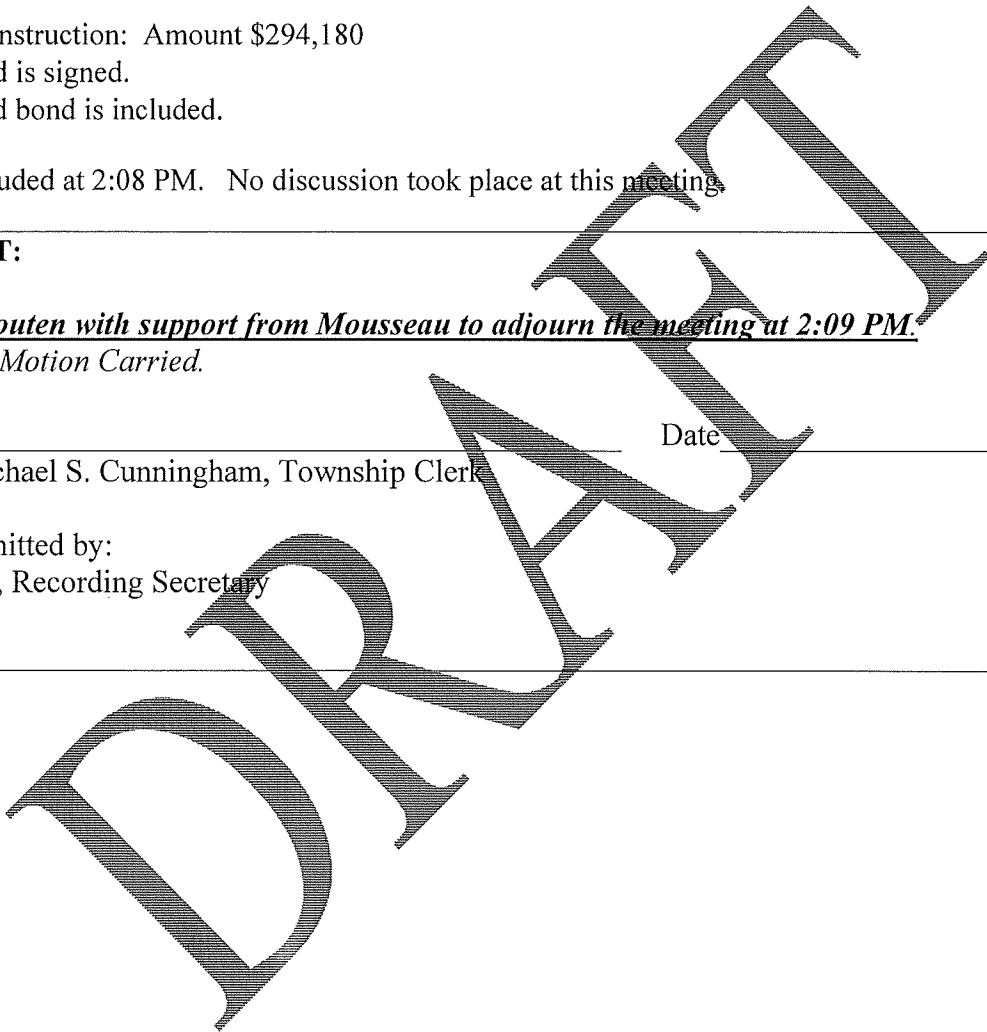 nstruction: Amount $294,180
d is signed.
d bond is included.
uded at 2:08 PM. No discussion took place at this meeting.
T:
outen with support from Mousseau to adjourn the meeting at 2:09 PM.
Motion Carried.
Date
chael S. Cunningham, Township Clerk
nitted by:
, Recording Secretary
DRAFT